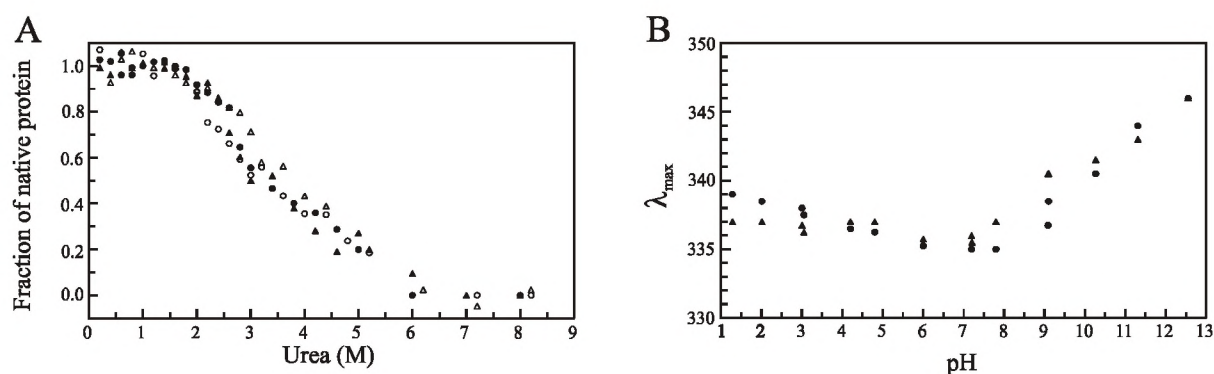 A
Fraction of native protein
1.0
0.8
0.6
0.4
0.2
0.0
0 1 2 3 4 5 6 7 8 9
Urea (M)
B
λmax
350
345
340
335
330
1 2 3 4 5 6 7 8 9 10 11 12 13
pH